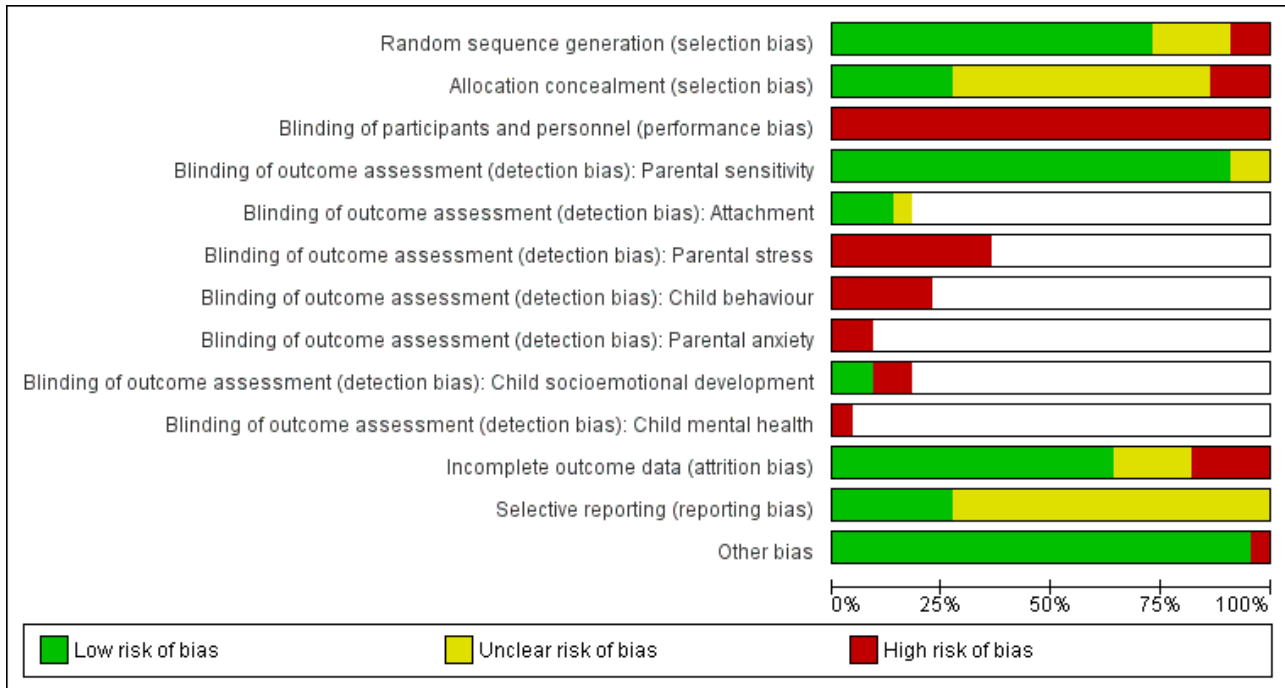 Random sequence generation (selection bias)
Allocation concealment (selection bias)
Blinding of participants and personnel (performance bias)
Blinding of outcome assessment (detection bias): Parental sensitivity
Blinding of outcome assessment (detection bias): Attachment
Blinding of outcome assessment (detection bias): Parental stress
Blinding of outcome assessment (detection bias): Child behaviour
Blinding of outcome assessment (detection bias): Parental anxiety
Blinding of outcome assessment (detection bias): Child socioemotional development
Blinding of outcome assessment (detection bias): Child mental health
Incomplete outcome data (attrition bias)
Selective reporting (reporting bias)
Other bias
0% 25% 50% 75% 100%
Low risk of bias Unclear risk of bias High risk of bias